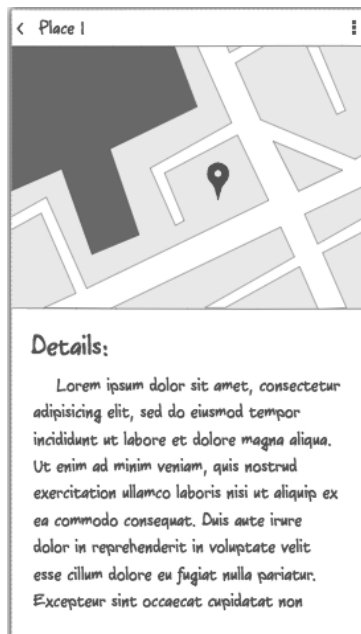 Place 1
Details:
Lorem ipsum dolor sit amet, consectetur
adipisicing elit, sed do eiusmod tempor
incididunt ut labore et dolore magna aliqua.
Ut enim ad minim veniam, quis nostrud
exercitation ullamco laboris nisi ut aliquip ex
ea commodo consequat. Duis aute irure
dolor in reprehenderit in voluptate velit
esse cillum dolore eu fugiat nulla pariatur.
Excepteur sint occaecat cupidatat non